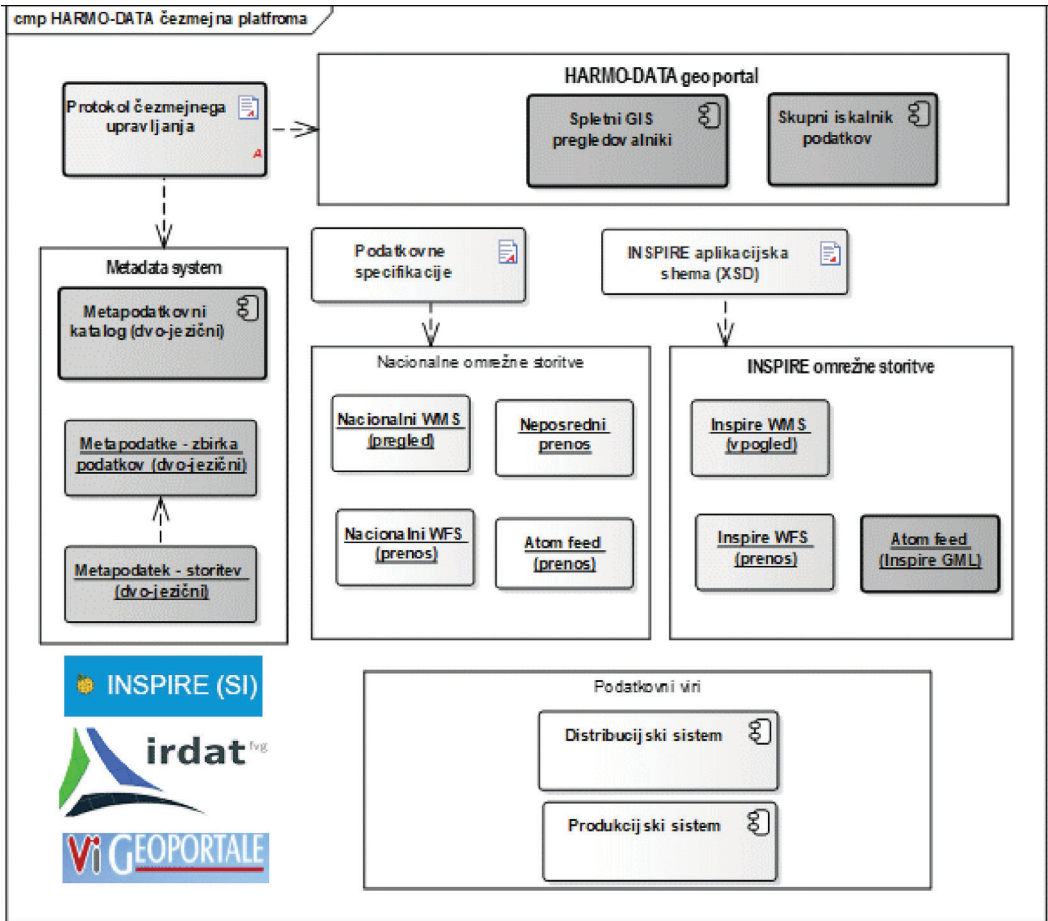 cmp HARMO-DATA čezmejna platfroma
Protokol čezmejnega
upravljanja
A
HARMO-DATA geoportal
Spletni GIS
pregledovalniki
Skupni iskalnik
podatkov
Metadata system
Metapodatkovni
katalog (dvo-jezični)
Metapodatke - zbirka
podatkov (dvo-jezični)
Metapodatek - storitev
(dvo-jezični)
Podatkovne
specifikacije
INSPIRE aplikacijska
shema (XSD)
Nacionalne omrežne storitve
Nacionalni WMS
(pregled)
Neposredni
prenos
Nacionalni WFS
(prenos)
Atom feed
(prenos)
INSPIRE omrežne storitve
Inspire WMS
(vpogled)
Inspire WFS
(prenos)
Atom feed
(Inspire GML)
INSPIRE (SI)
irdat fvg
Vi GEOPORTALE
Podatkovni viri
Distribucijski sistem
Produkcijski sistem